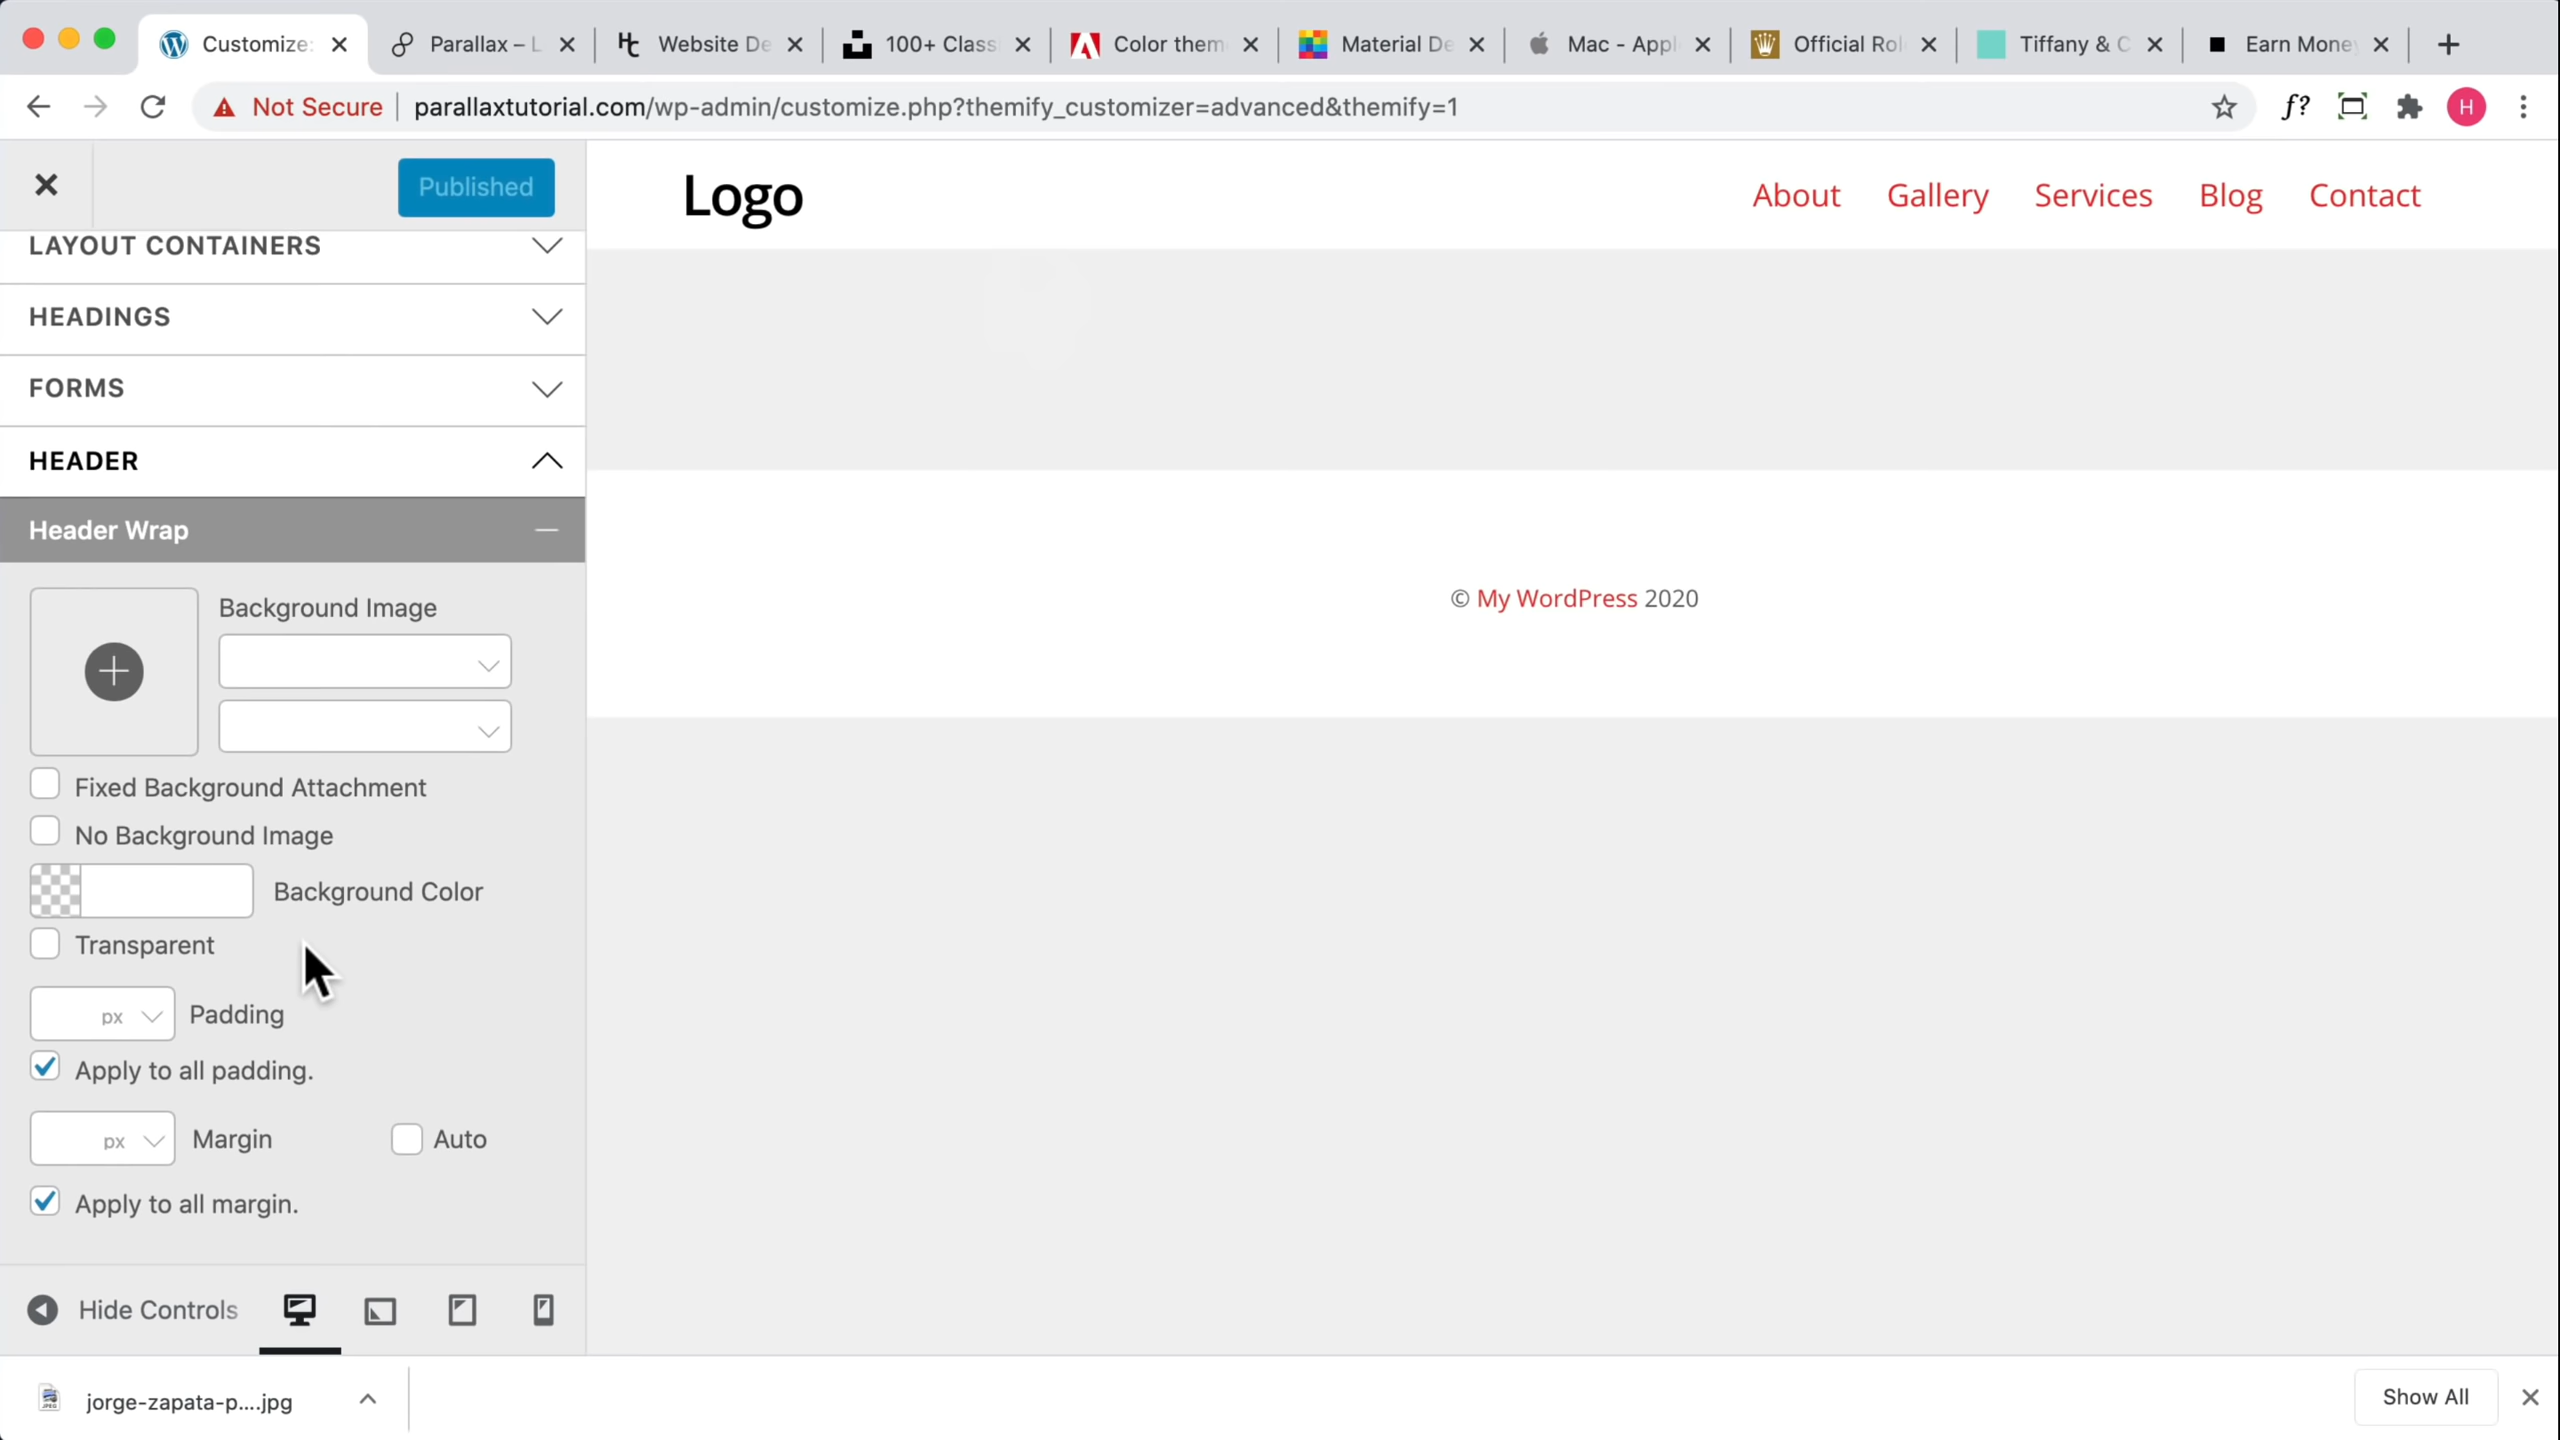 Customize: Parallax – L Website De 100+ Class Color them Material De Mac - Appl Official Rol Tiffany & C Earn Mone
Not Secure parallaxtutorial.com/wp-admin/customize.php?themify_customizer=advanced&themify=1 f? H
Published
Logo About Gallery Services Blog Contact
LAYOUT CONTAINERS
HEADINGS
FORMS
HEADER
Header Wrap
Background Image
© My WordPress 2020
Fixed Background Attachment
No Background Image
Background Color
Transparent
px Padding
Apply to all padding.
px Margin Auto
Apply to all margin.
Hide Controls
jorge-zapata-p....jpg Show All